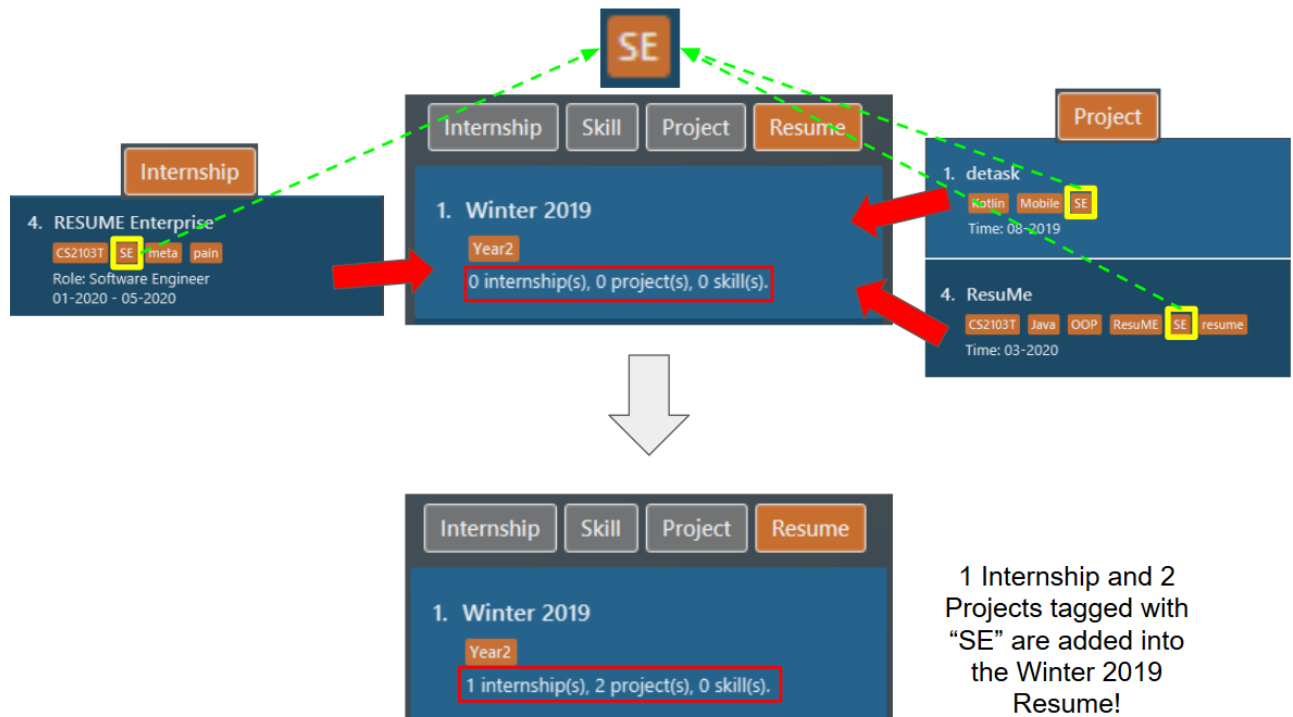 SE
Internship Skill Project Resume
1. Winter 2019
Year2
0 internship(s), 0 project(s), 0 skill(s).
Internship
4. RESUME Enterprise
CS2103T SE meta pain
Role: Software Engineer
01-2020 - 05-2020
Project
1. detask
Kotlin Mobile SE
Time: 08-2019
4. ResuMe
CS2103T Java OOP ResuME SE resume
Time: 03-2020
Internship Skill Project Resume
1. Winter 2019
Year2
1 internship(s), 2 project(s), 0 skill(s).
1 Internship and 2
Projects tagged with
“SE” are added into
the Winter 2019
Resume!